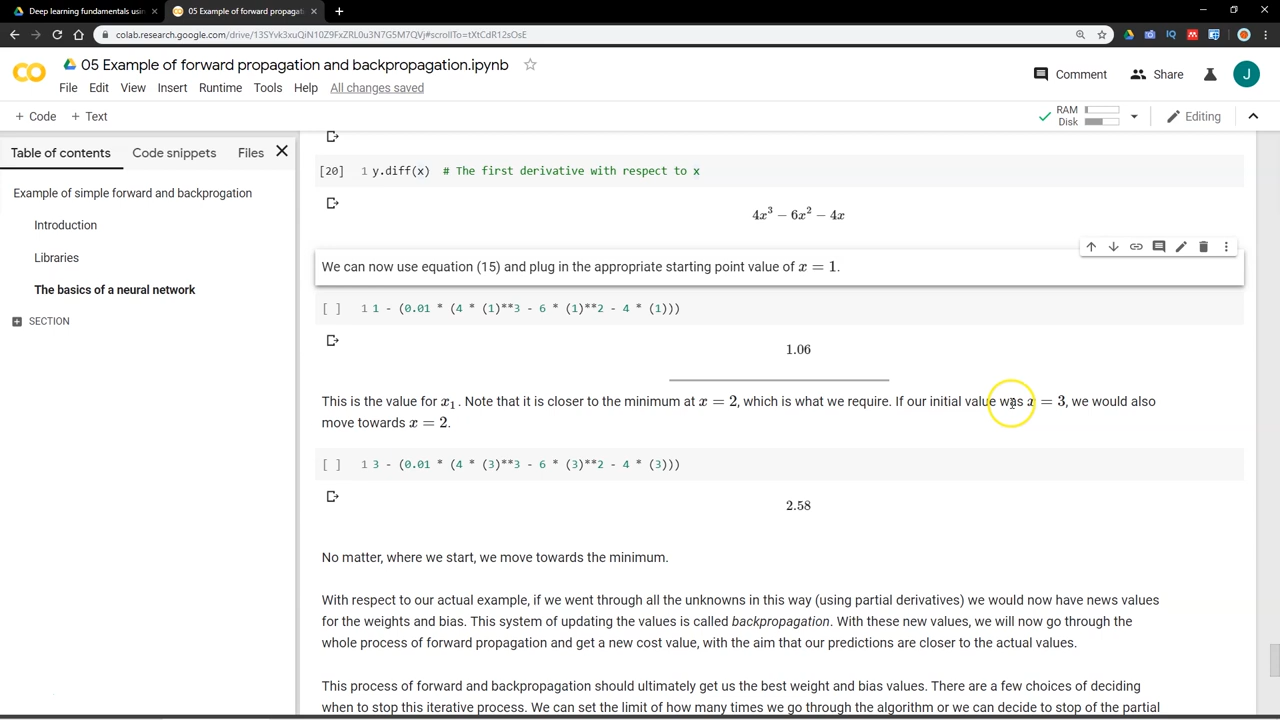 Deep learning fundamentals usin
05 Example of forward propagati
colab.research.google.com/drive/13SYvk3xuQiN10Z9FxZRL0u3N7G5M7QVj#scrollTo=tXtCdR12sOsE
05 Example of forward propagation and backpropagation.ipynb
Comment
Share
J
File Edit View Insert Runtime Tools Help All changes saved
+ Code + Text
RAM
Disk
Editing
Table of contents Code snippets Files
Example of simple forward and backprogation
Introduction
Libraries
The basics of a neural network
SECTION
[20] 1 y.diff(x) # The first derivative with respect to x
4x³ − 6x² − 4x
We can now use equation (15) and plug in the appropriate starting point value of x = 1.
[ ] 1 1 - (0.01 * (4 * (1)**3 - 6 * (1)**2 - 4 * (1)))
1.06
This is the value for x₁. Note that it is closer to the minimum at x = 2, which is what we require. If our initial value was x = 3, we would also
move towards x = 2.
[ ] 1 3 - (0.01 * (4 * (3)**3 - 6 * (3)**2 - 4 * (3)))
2.58
No matter, where we start, we move towards the minimum.
With respect to our actual example, if we went through all the unknowns in this way (using partial derivatives) we would now have news values
for the weights and bias. This system of updating the values is called backpropagation. With these new values, we will now go through the
whole process of forward propagation and get a new cost value, with the aim that our predictions are closer to the actual values.
This process of forward and backpropagation should ultimately get us the best weight and bias values. There are a few choices of deciding
when to stop this iterative process. We can set the limit of how many times we go through the algorithm or we can decide to stop of the partial